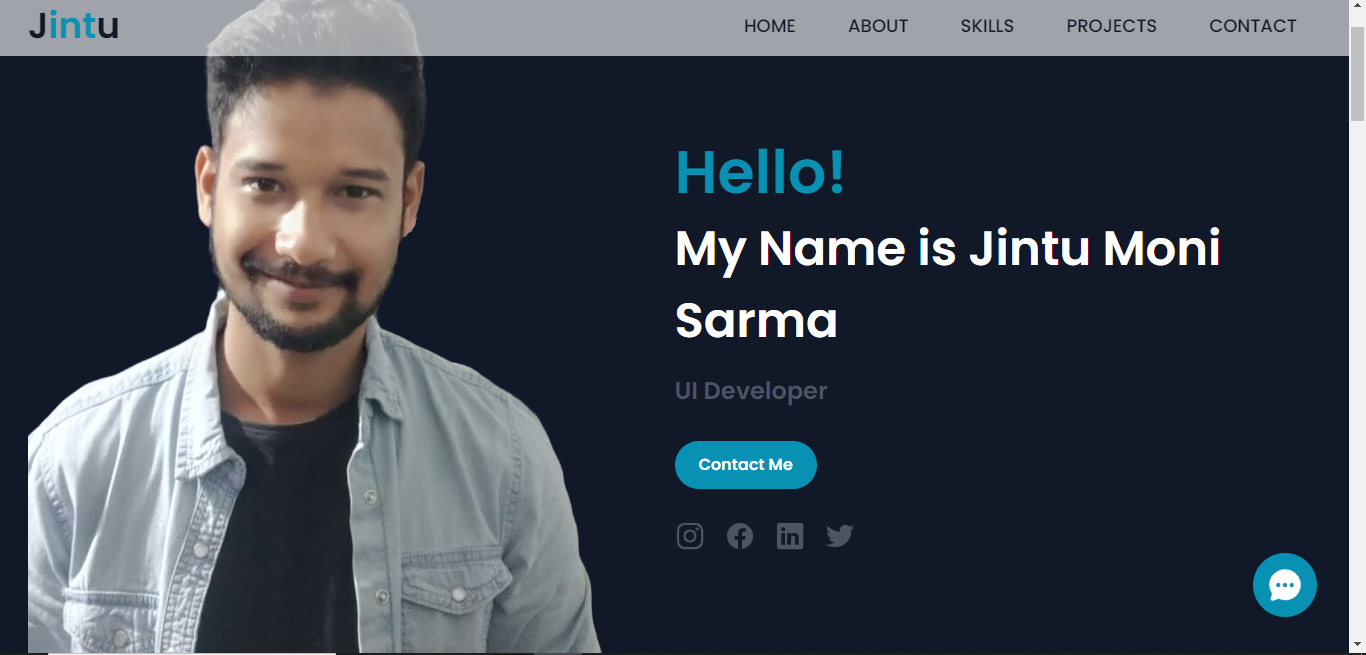 Jintu
HOME ABOUT SKILLS PROJECTS CONTACT
Hello!
My Name is Jintu Moni
Sarma
UI Developer
Contact Me